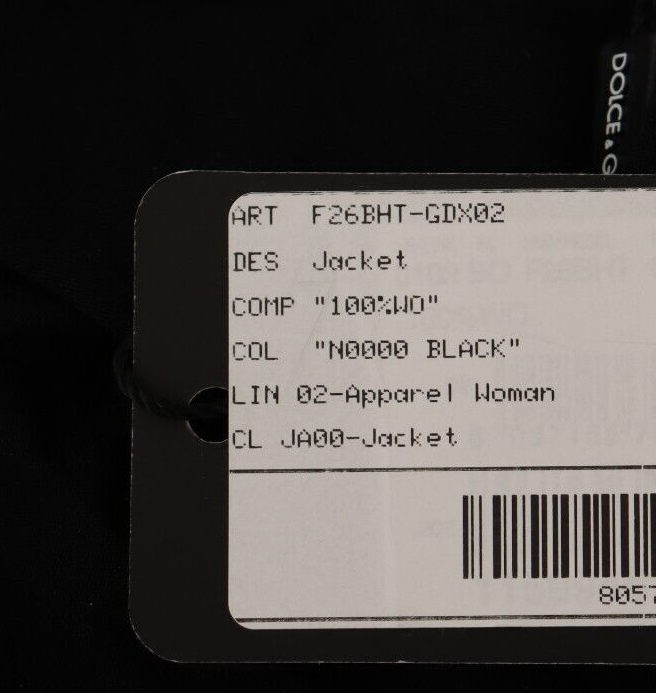 DOLCE & G
ART F26BHT-GDX02
DES Jacket
COMP "100%WO"
COL "N0000 BLACK"
LIN 02-Apparel Woman
CL JA00-Jacket
8057